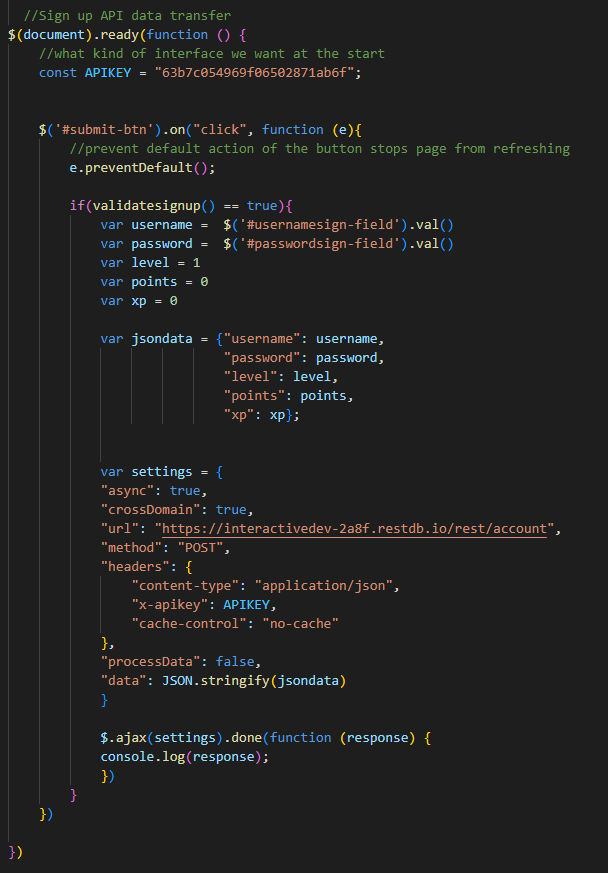 //Sign up API data transfer
$(document).ready(function () {
//what kind of interface we want at the start
const APIKEY = "63b7c054969f06502871ab6f";
$('#submit-btn').on("click", function (e){
//prevent default action of the button stops page from refreshing
e.preventDefault();
if(validatesignup() == true){
var username =  $('#usernamesign-field').val()
var password =  $('#passwordsign-field').val()
var level = 1
var points = 0
var xp = 0
var jsondata = {"username": username,
"password": password,
"level": level,
"points": points,
"xp": xp};
var settings = {
"async": true,
"crossDomain": true,
"url": "https://interactivedev-2a8f.restdb.io/rest/account",
"method": "POST",
"headers": {
"content-type": "application/json",
"x-apikey": APIKEY,
"cache-control": "no-cache"
},
"processData": false,
"data": JSON.stringify(jsondata)
}
$.ajax(settings).done(function (response) {
console.log(response);
})
}
})
})